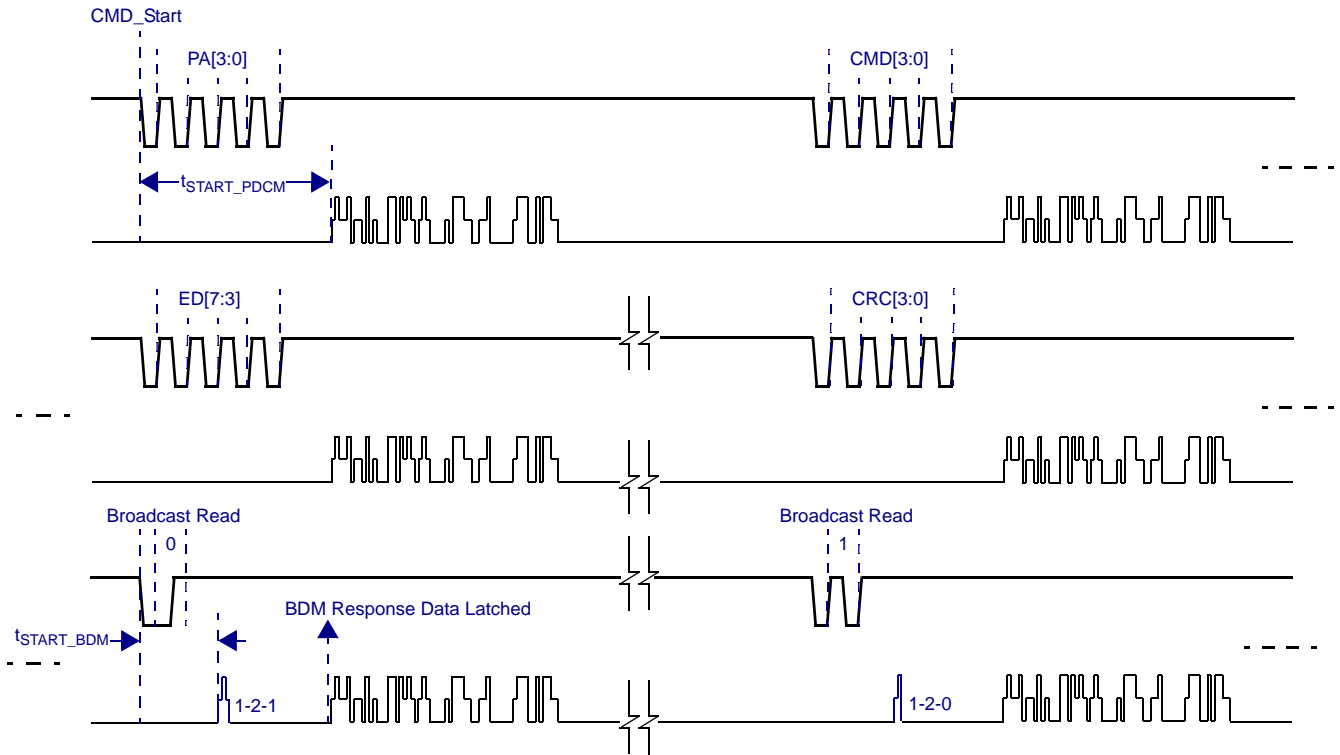 CMD_Start
PA[3:0]
CMD[3:0]
tSTART_PDCM
ED[7:3]
CRC[3:0]
Broadcast Read
0
Broadcast Read
1
BDM Response Data Latched
tSTART_BDM
1-2-1
1-2-0